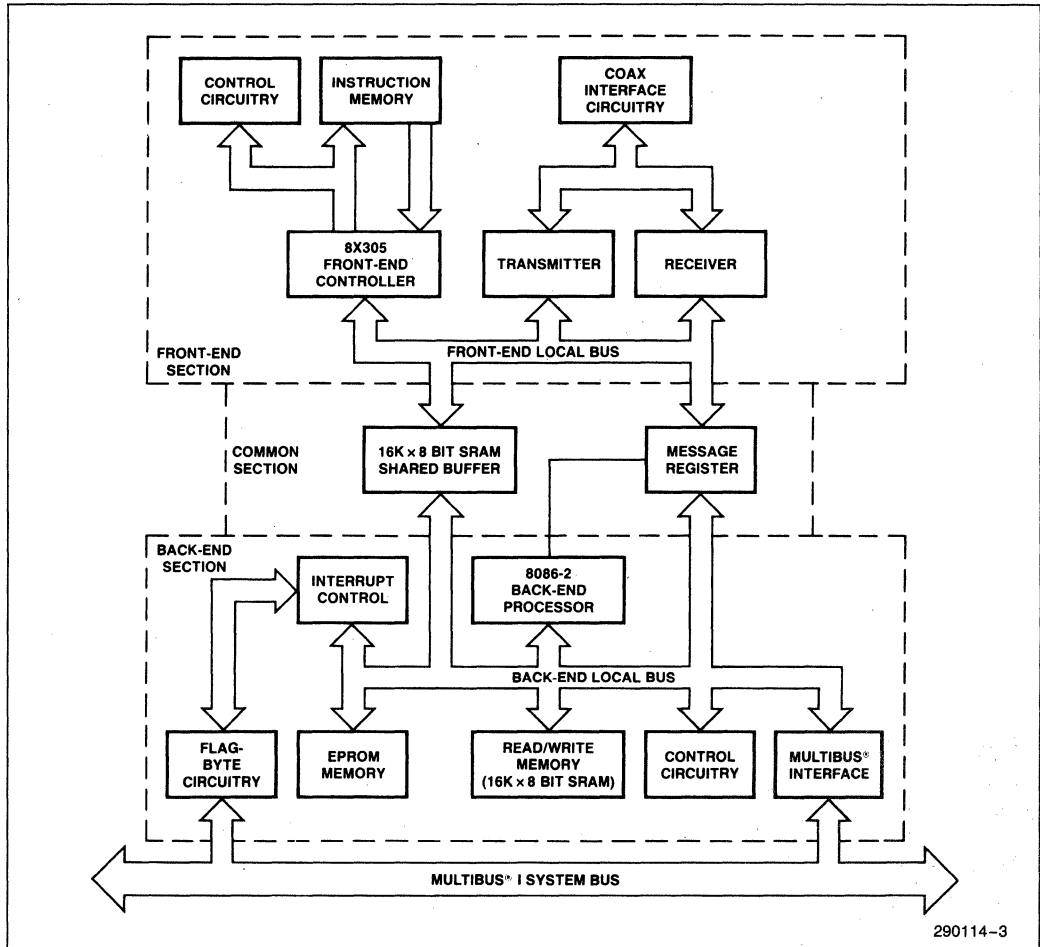 CONTROL
CIRCUITRY
INSTRUCTION
MEMORY
COAX
INTERFACE
CIRCUITRY
8X305
FRONT-END
CONTROLLER
TRANSMITTER
RECEIVER
FRONT-END LOCAL BUS
FRONT-END
SECTION
COMMON
SECTION
16K × 8 BIT SRAM
SHARED BUFFER
MESSAGE
REGISTER
BACK-END
SECTION
INTERRUPT
CONTROL
8086-2
BACK-END
PROCESSOR
BACK-END LOCAL BUS
FLAG-
BYTE
CIRCUITRY
EPROM
MEMORY
READ/WRITE
MEMORY
(16K × 8 BIT SRAM)
CONTROL
CIRCUITRY
MULTIBUS®
INTERFACE
MULTIBUS® I SYSTEM BUS
290114–3